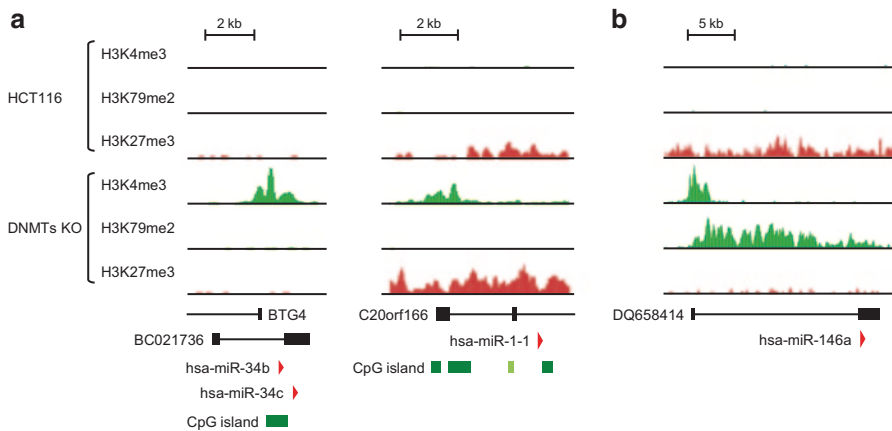 a
2 kb
2 kb
b
5 kb
HCT116
H3K4me3
H3K79me2
H3K27me3
DNMTs KO
H3K4me3
H3K79me2
H3K27me3
BTG4
BC021736
hsa-miR-34b
hsa-miR-34c
CpG island
C20orf166
hsa-miR-1-1
CpG island
DQ658414
hsa-miR-146a